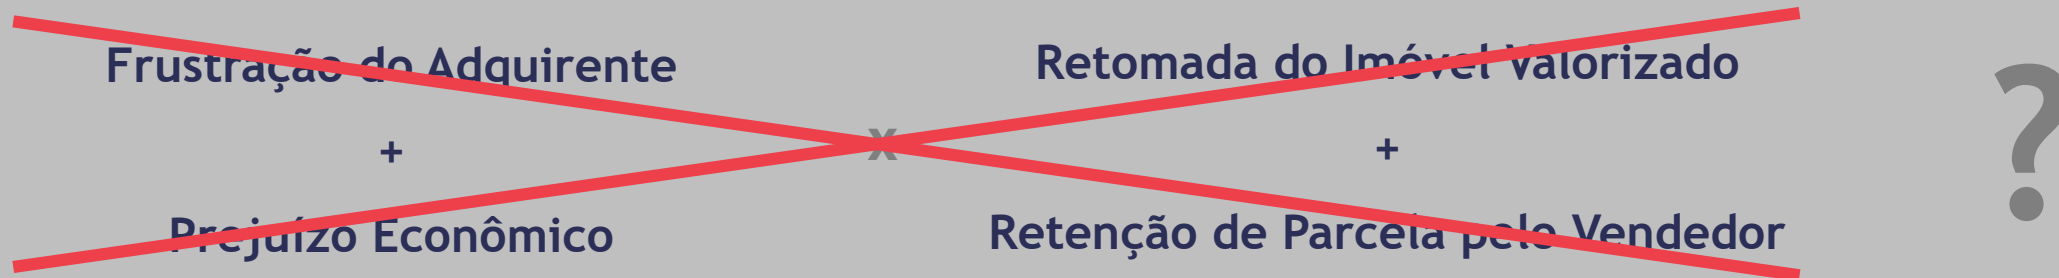 Frustração do Adquirente
+
Prejuízo Econômico
x
Retomada do Imóvel Valorizado
+
Retenção de Parcela pelo Vendedor
?